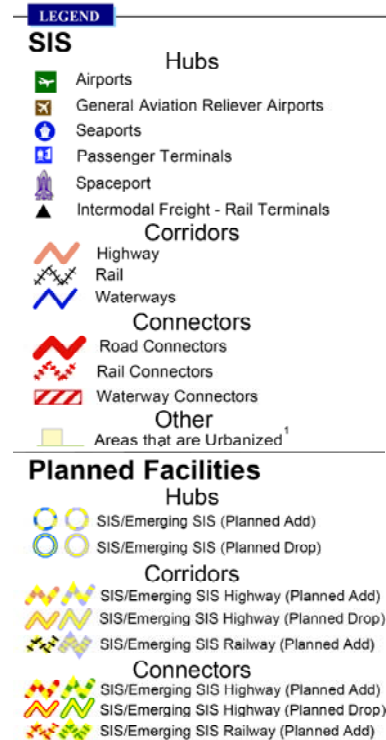 LEGEND
SIS
Hubs
Airports
General Aviation Reliever Airports
Seaports
Passenger Terminals
Spaceport
Intermodal Freight - Rail Terminals
Corridors
Highway
Rail
Waterways
Connectors
Road Connectors
Rail Connectors
Waterway Connectors
Other
Areas that are Urbanized¹
Planned Facilities
Hubs
SIS/Emerging SIS (Planned Add)
SIS/Emerging SIS (Planned Drop)
Corridors
SIS/Emerging SIS Highway (Planned Add)
SIS/Emerging SIS Highway (Planned Drop)
SIS/Emerging SIS Railway (Planned Add)
Connectors
SIS/Emerging SIS Highway (Planned Add)
SIS/Emerging SIS Highway (Planned Drop)
SIS/Emerging SIS Railway (Planned Add)